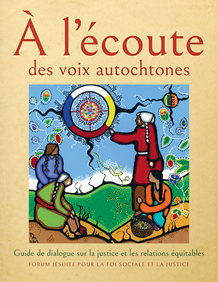 À l'écoute
des voix autochtones
Guide de dialogue sur la justice et les relations équitables
FORUM JÉSUITE POUR LA FOI SOCIALE ET LA JUSTICE